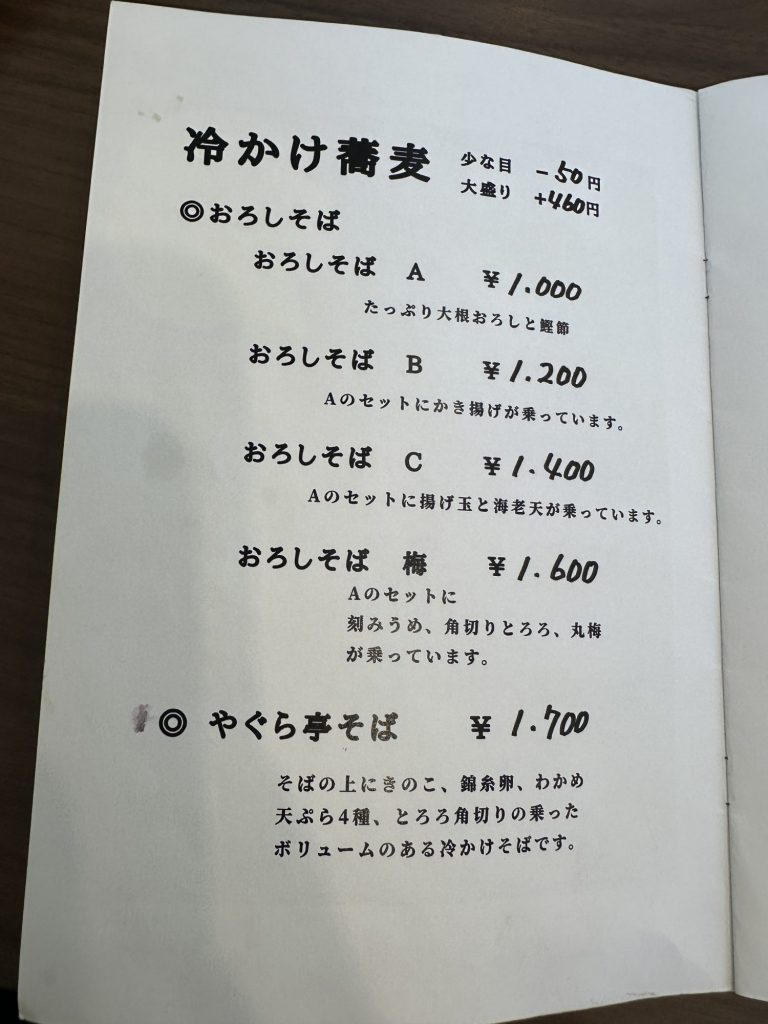 冷かけ蕎麦
少な目 -50円
大盛り +460円
◎おろしそば
おろしそば A ¥1.000
たっぷり大根おろしと鰹節
おろしそば B ¥1.200
Aのセットにかき揚げが乗っています。
おろしそば C ¥1.400
Aのセットに揚げ玉と海老天が乗っています。
おろしそば 梅 ¥1.600
Aのセットに
刻みうめ、角切りとろろ、丸梅
が乗っています。
◎ やぐら亭そば ¥1.700
そばの上にきのこ、錦糸卵、わかめ
天ぷら4種、とろろ角切りの乗った
ボリュームのある冷かけそばです。